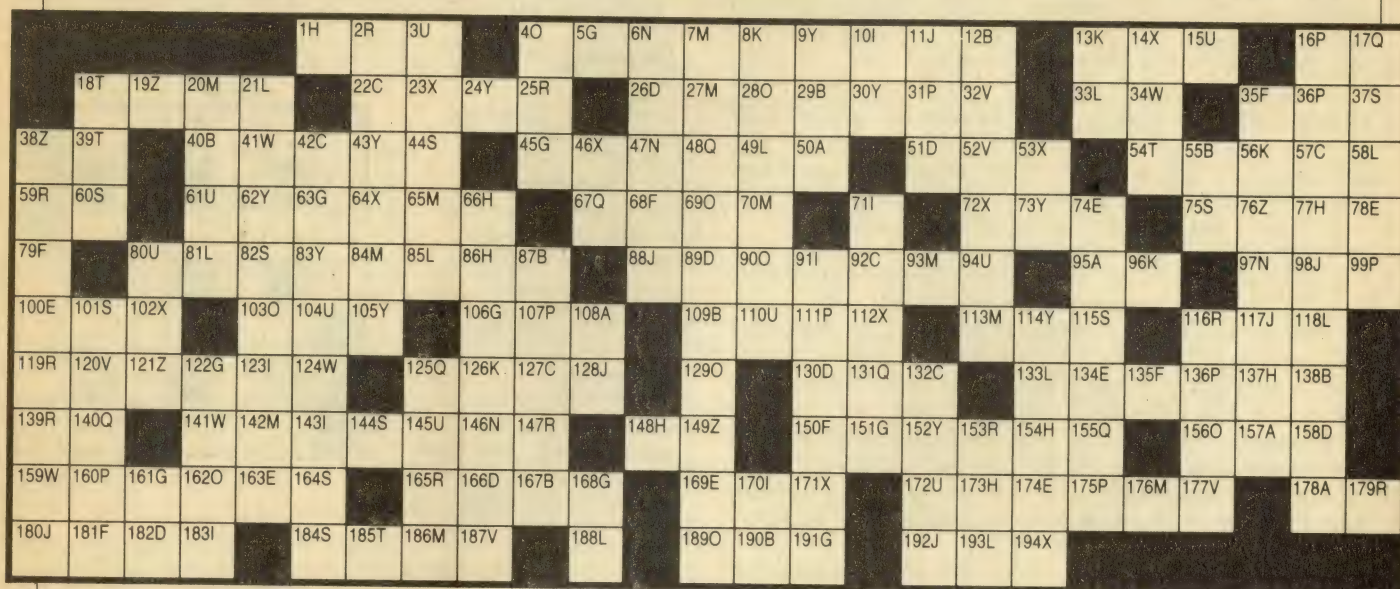 1H 2R 3U 4O 5G 6N 7M 8K 9Y 10I 11J 12B 13K 14X 15U 16P 17Q
18T 19Z 20M 21L 22C 23X 24Y 25R 26D 27M 28O 29B 30Y 31P 32V 33L 34W 35F 36P 37S
38Z 39T 40B 41W 42C 43Y 44S 45G 46X 47N 48Q 49L 50A 51D 52V 53X 54T 55B 56K 57C 58L
59R 60S 61U 62Y 63G 64X 65M 66H 67Q 68F 69O 70M 71I 72X 73Y 74E 75S 76Z 77H 78E
79F 80U 81L 82S 83Y 84M 85L 86H 87B 88J 89D 90O 91I 92C 93M 94U 95A 96K 97N 98J 99P
100E 101S 102X 103O 104U 105Y 106G 107P 108A 109B 110U 111P 112X 113M 114Y 115S 116R 117J 118L
119R 120V 121Z 122G 123I 124W 125Q 126K 127C 128J 129O 130D 131Q 132C 133L 134E 135F 136P 137H 138B
139R 140Q 141W 142M 143I 144S 145U 146N 147R 148H 149Z 150F 151G 152Y 153R 154H 155Q 156O 157A 158D
159W 160P 161G 162O 163E 164S 165R 166D 167B 168G 169E 170I 171X 172U 173H 174E 175P 176M 177V 178A 179R
180J 181F 182D 183I 184S 185T 186M 187V 188L 189O 190B 191G 192J 193L 194X